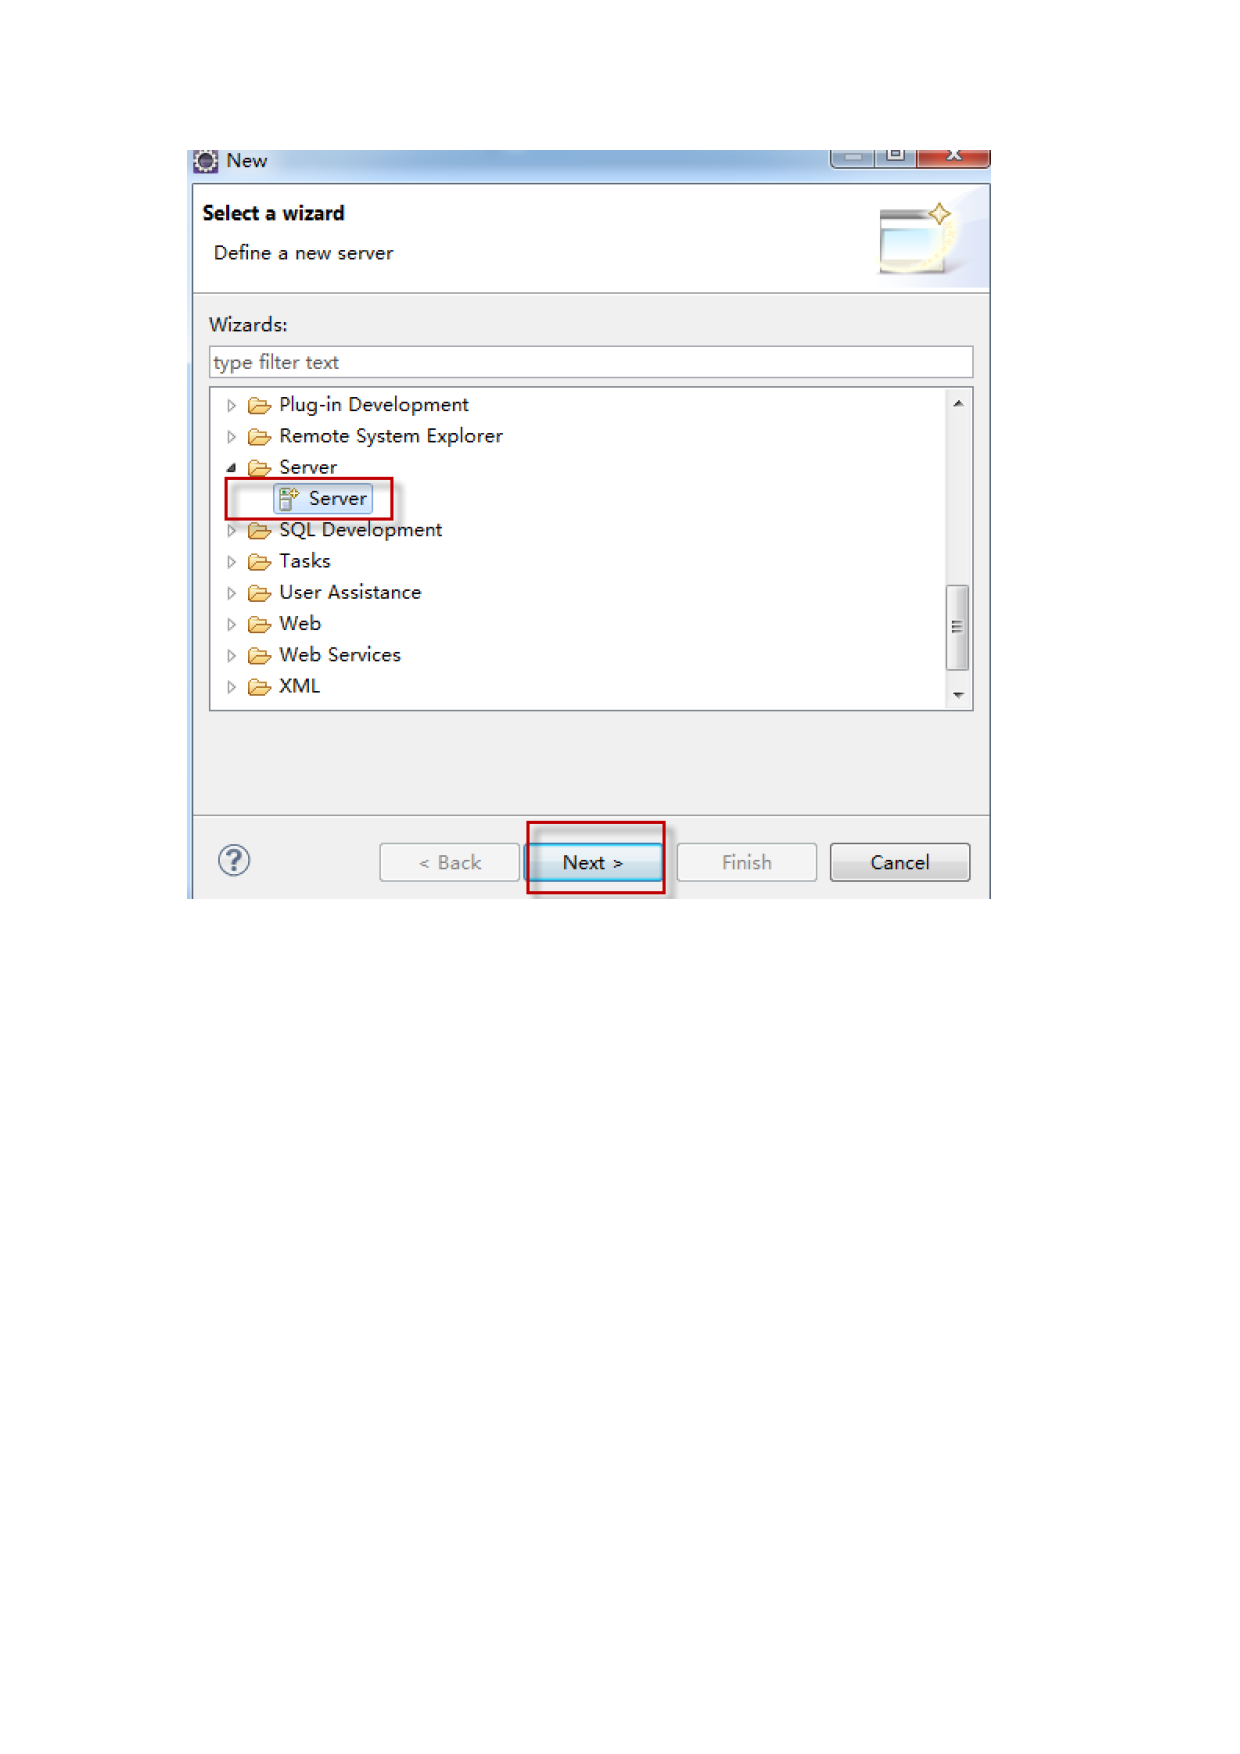 New
Select a wizard
Define a new server
Wizards:
type filter text
Plug-in Development
Remote System Explorer
Server
Server
SQL Development
Tasks
User Assistance
Web
Web Services
XML
< Back Next > Finish Cancel